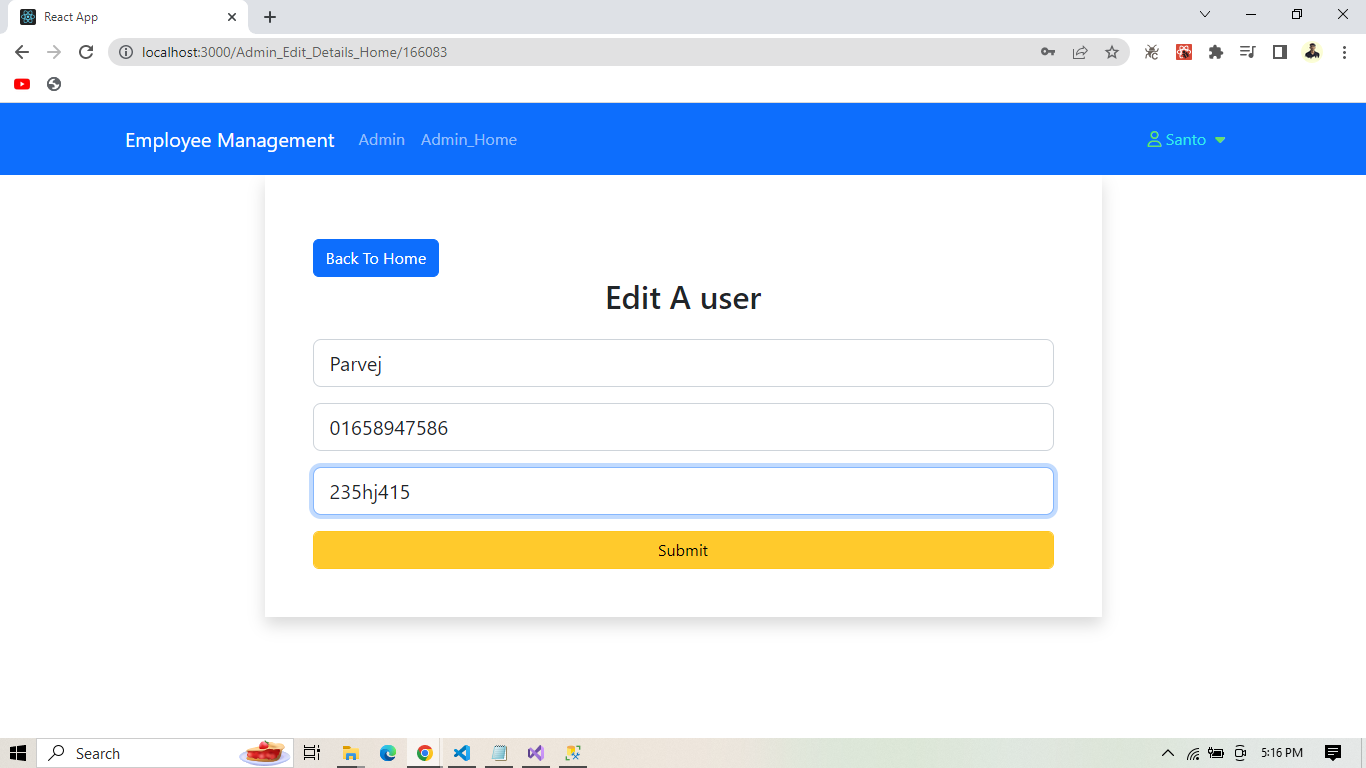 React App
localhost:3000/Admin_Edit_Details_Home/166083
Employee Management Admin Admin_Home Santo
Back To Home
Edit A user
Parvej
01658947586
235hj415
Submit
Search
5:16 PM